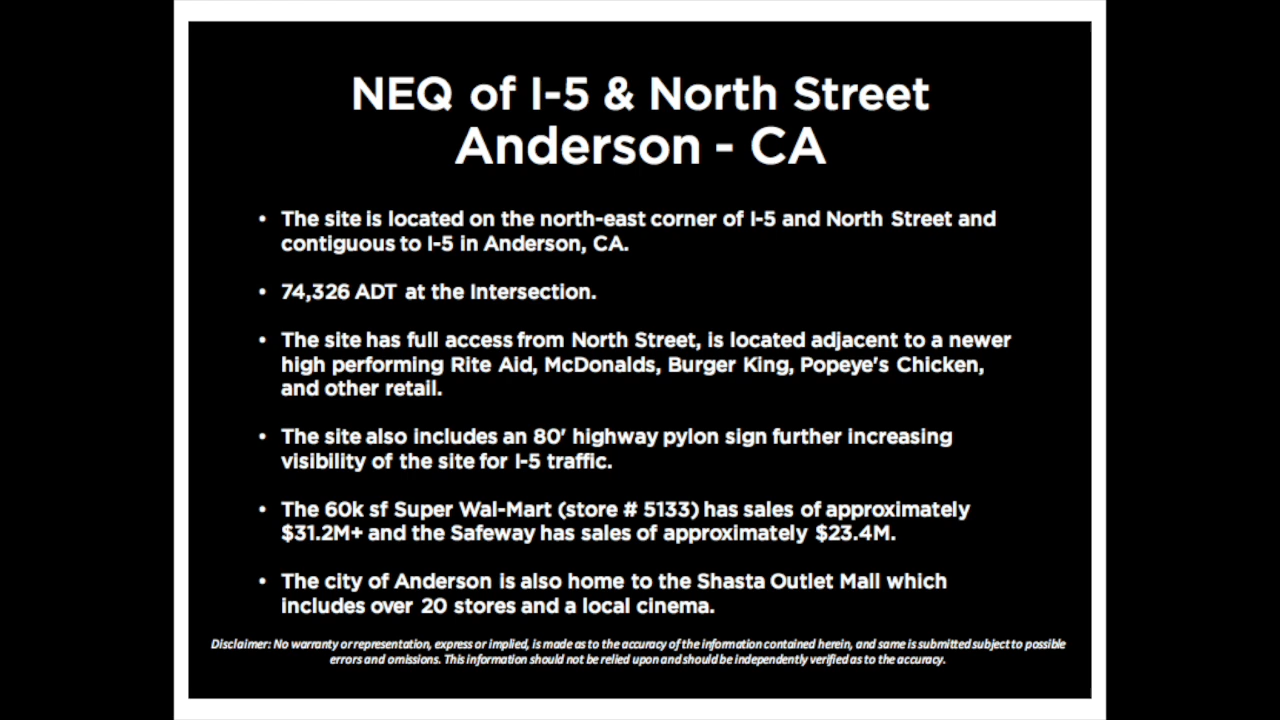 NEQ of I-5 & North Street
Anderson - CA
• The site is located on the north-east corner of I-5 and North Street and
contiguous to I-5 in Anderson, CA.
• 74,326 ADT at the Intersection.
• The site has full access from North Street, is located adjacent to a newer
high performing Rite Aid, McDonalds, Burger King, Popeye's Chicken,
and other retail.
• The site also includes an 80' highway pylon sign further increasing
visibility of the site for I-5 traffic.
• The 60k sf Super Wal-Mart (store # 5133) has sales of approximately
$31.2M+ and the Safeway has sales of approximately $23.4M.
• The city of Anderson is also home to the Shasta Outlet Mall which
includes over 20 stores and a local cinema.
Disclaimer: No warranty or representation, express or implied, is made as to the accuracy of the information contained herein, and same is submitted subject to possible
errors and omissions. This information should not be relied upon and should be independently verified as to the accuracy.